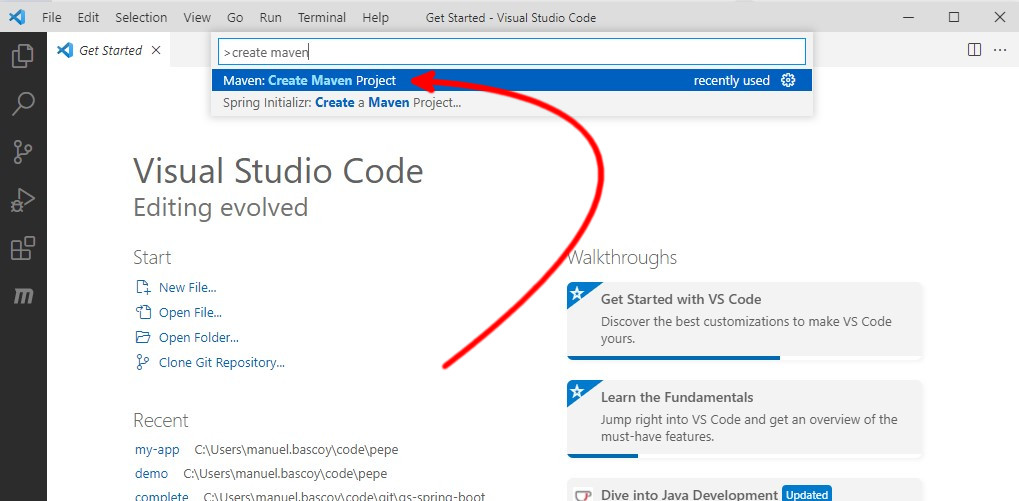 File Edit Selection View Go Run Terminal Help Get Started - Visual Studio Code
Get Started
>create maven
Maven: Create Maven Project recently used
Spring Initializr: Create a Maven Project...
Visual Studio Code
Editing evolved
Start
New File...
Open File...
Open Folder...
Clone Git Repository...
Recent
my-app C:\Users\manuel.bascoy\code\pepe
demo C:\Users\manuel.bascoy\code\pepe
complete C:\Users\manuel.bascoy\code\git\gs-spring-boot
Walkthroughs
Get Started with VS Code
Discover the best customizations to make VS Code
yours.
Learn the Fundamentals
Jump right into VS Code and get an overview of the
must-have features.
Dive into Java Development Updated